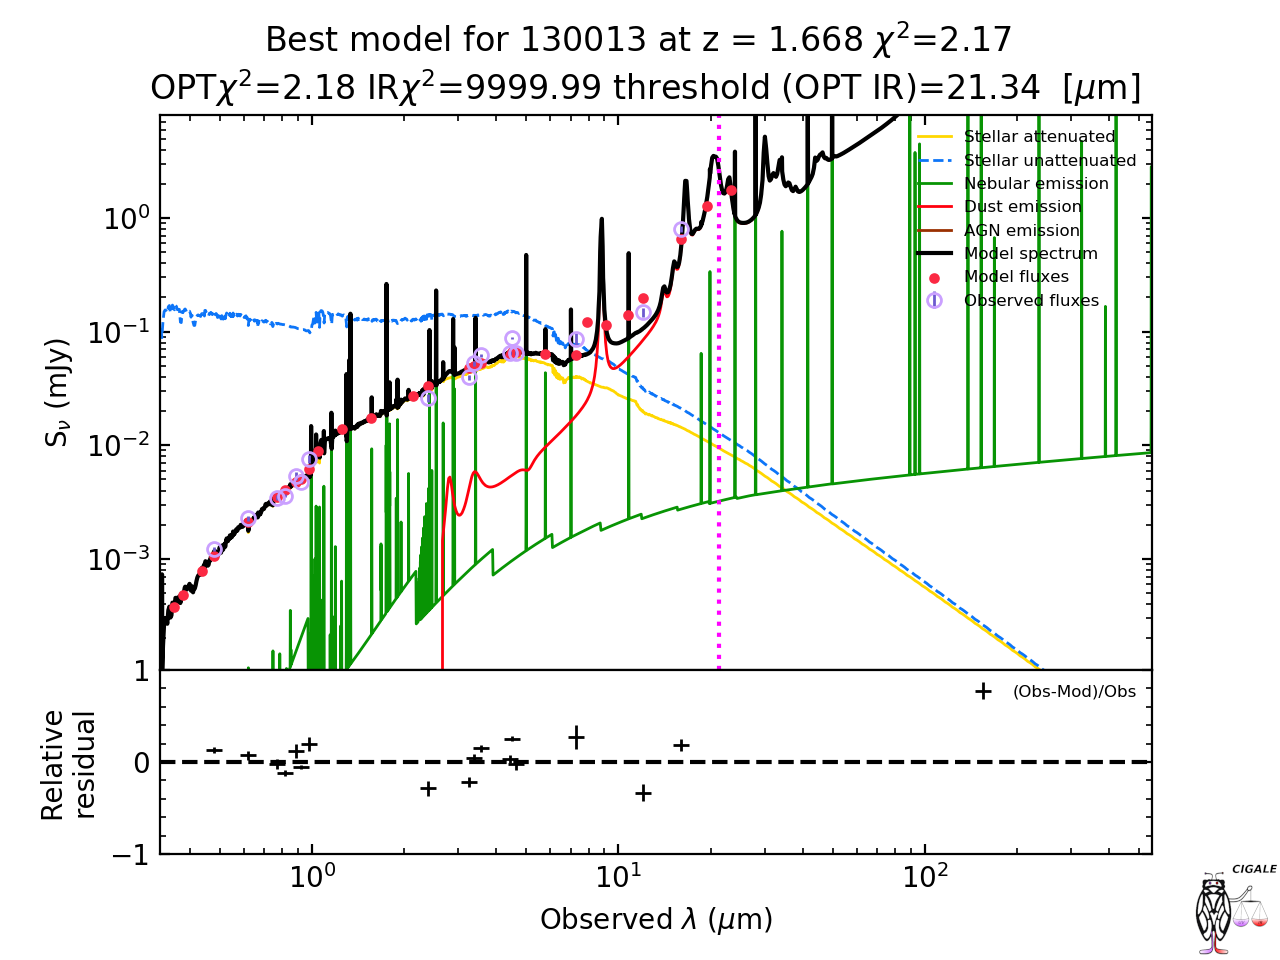 Best model for 130013 at z = 1.668 χ²=2.17
OPTχ²=2.18 IRχ²=9999.99 threshold (OPT IR)=21.34 [μm]
Stellar attenuated
Stellar unattenuated
Nebular emission
Dust emission
AGN emission
Model spectrum
Model fluxes
Observed fluxes
10⁰
10⁻¹
10⁻²
10⁻³
S_ν (mJy)
1
0
−1
Relative
residual
(Obs-Mod)/Obs
10⁰ 10¹ 10²
Observed λ (μm)
CIGALE